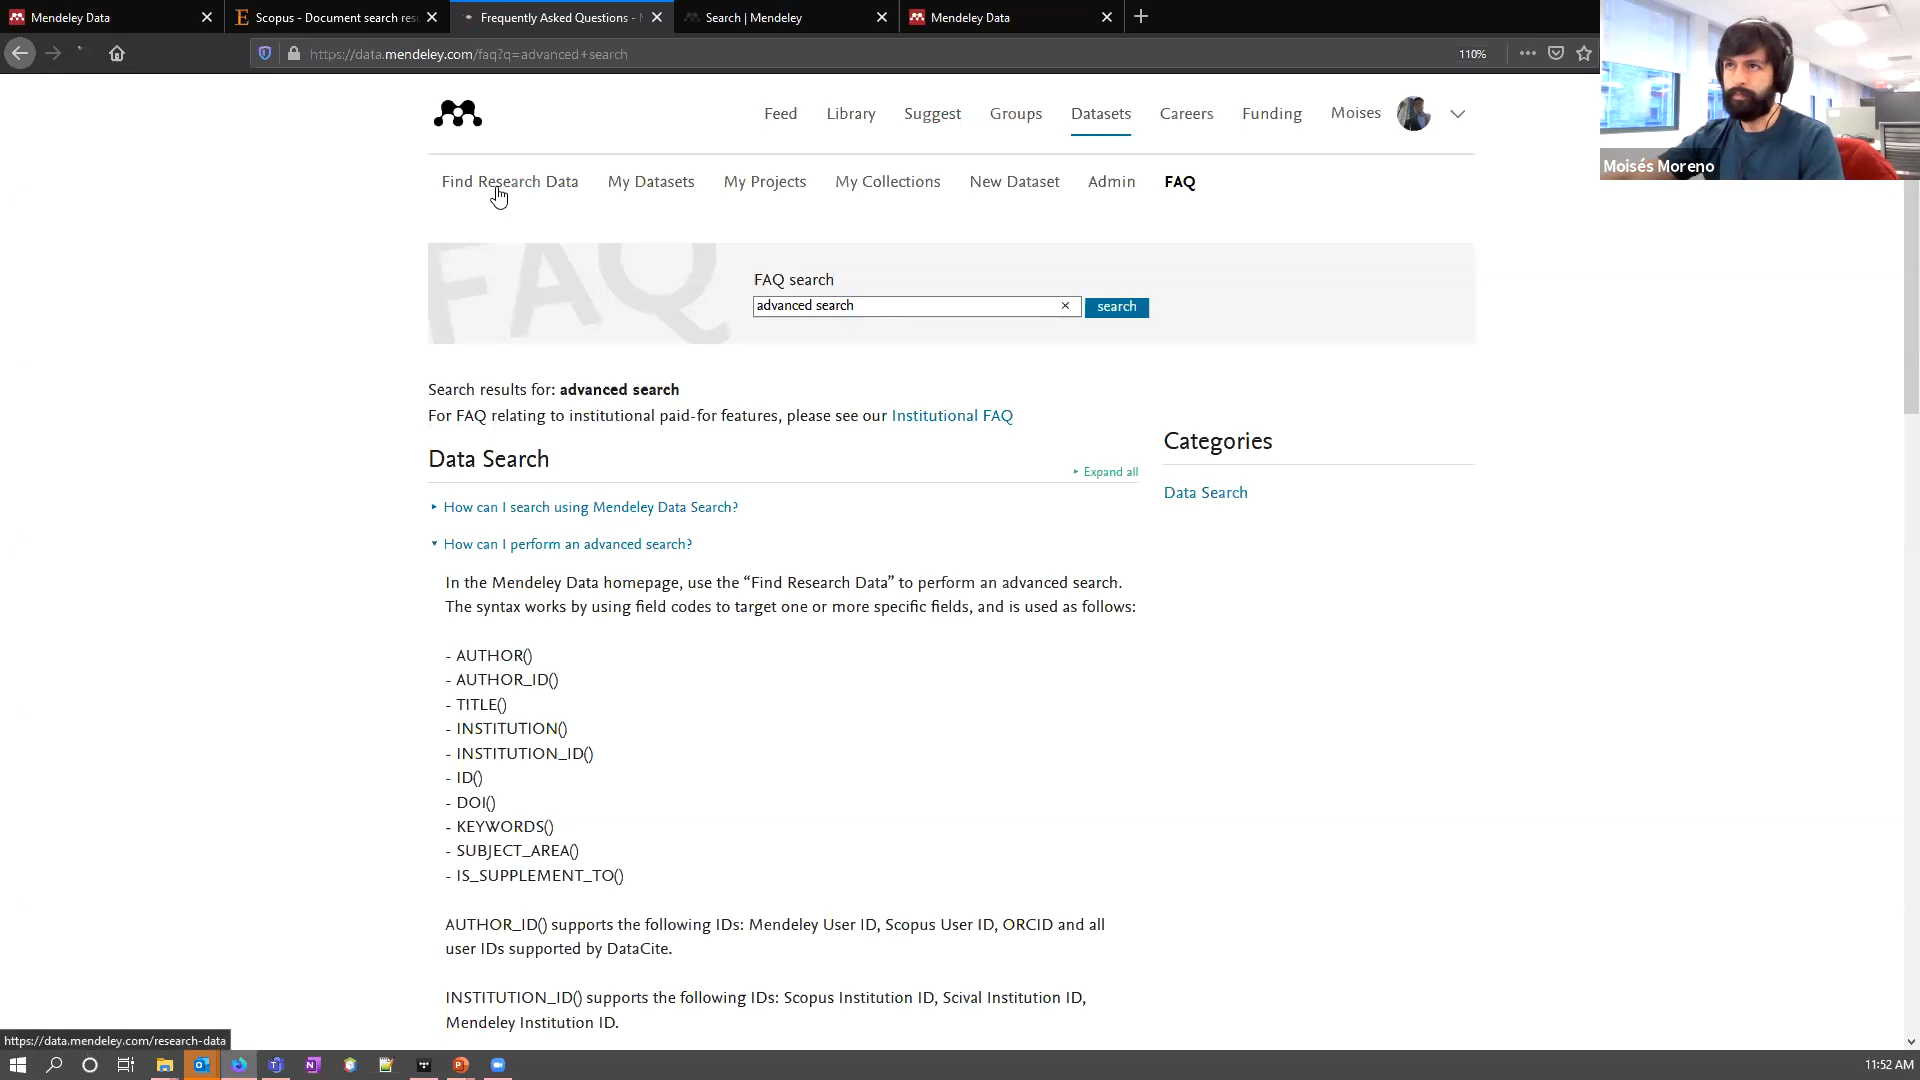 Mendeley Data
Scopus - Document search res
Frequently Asked Questions -
Search | Mendeley
Mendeley Data
https://data.mendeley.com/faq?q=advanced+search
110%
Feed Library Suggest Groups Datasets Careers Funding Moises
Find Research Data My Datasets My Projects My Collections New Dataset Admin FAQ
Moisés Moreno
FAQ
FAQ search
advanced search
search
Search results for: advanced search
For FAQ relating to institutional paid-for features, please see our Institutional FAQ
Data Search
Expand all
How can I search using Mendeley Data Search?
How can I perform an advanced search?
In the Mendeley Data homepage, use the “Find Research Data” to perform an advanced search.
The syntax works by using field codes to target one or more specific fields, and is used as follows:
- AUTHOR()
- AUTHOR_ID()
- TITLE()
- INSTITUTION()
- INSTITUTION_ID()
- ID()
- DOI()
- KEYWORDS()
- SUBJECT_AREA()
- IS_SUPPLEMENT_TO()
AUTHOR_ID() supports the following IDs: Mendeley User ID, Scopus User ID, ORCID and all
user IDs supported by DataCite.
INSTITUTION_ID() supports the following IDs: Scopus Institution ID, Scival Institution ID,
Mendeley Institution ID.
Categories
Data Search
https://data.mendeley.com/research-data
11:52 AM